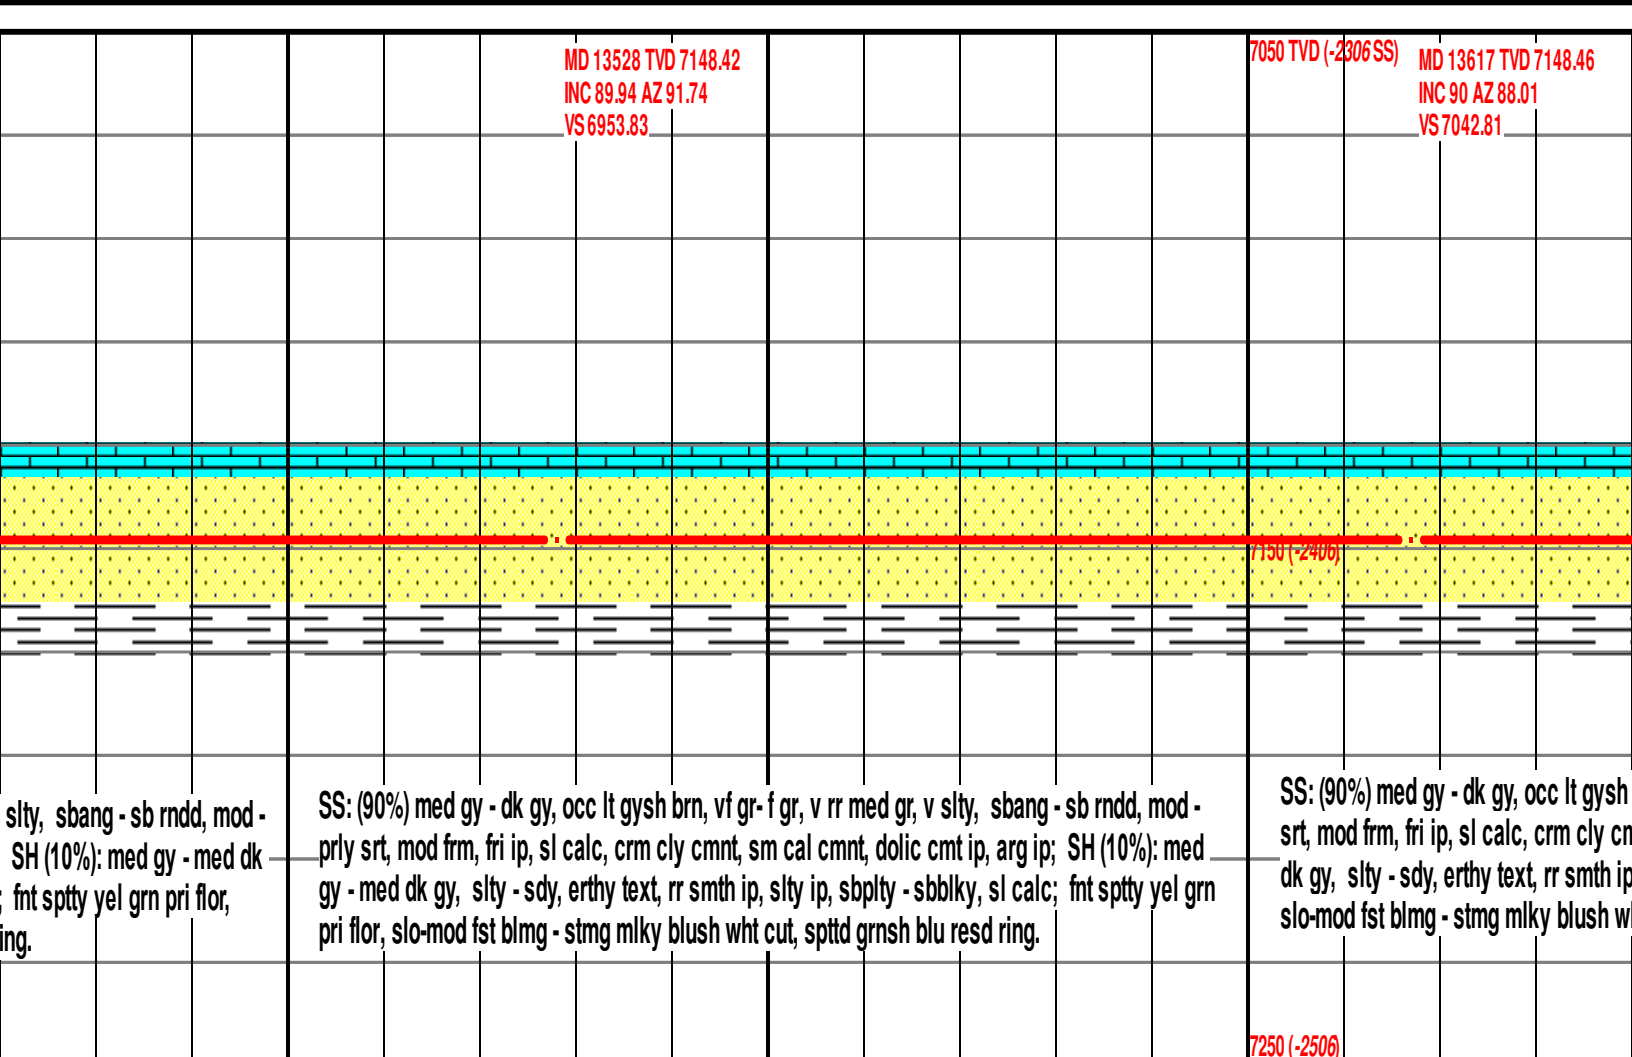 MD 13528 TVD 7148.42
INC 89.94 AZ 91.74
VS 6953.83
7050 TVD (-2306 SS)
MD 13617 TVD 7148.46
INC 90 AZ 88.01
VS 7042.81
7150 (-2406)
slty, sbang - sb rndd, mod -
SH (10%): med gy - med dk
; fnt sptty yel grn pri flor,
ing.
SS: (90%) med gy - dk gy, occ lt gysh brn, vf gr- f gr, v rr med gr, v slty, sbang - sb rndd, mod -
prly srt, mod frm, fri ip, sl calc, crm cly cmnt, sm cal cmnt, dolic cmt ip, arg ip; SH (10%): med
gy - med dk gy, slty - sdy, erthy text, rr smth ip, slty ip, sbplty - sbblky, sl calc; fnt sptty yel grn
pri flor, slo-mod fst blmg - stmg mlky blush wht cut, spttd grnsh blu resd ring.
SS: (90%) med gy - dk gy, occ lt gysh
srt, mod frm, fri ip, sl calc, crm cly cm
dk gy, slty - sdy, erthy text, rr smth ip
slo-mod fst blmg - stmg mlky blush wh
7250 (-2506)